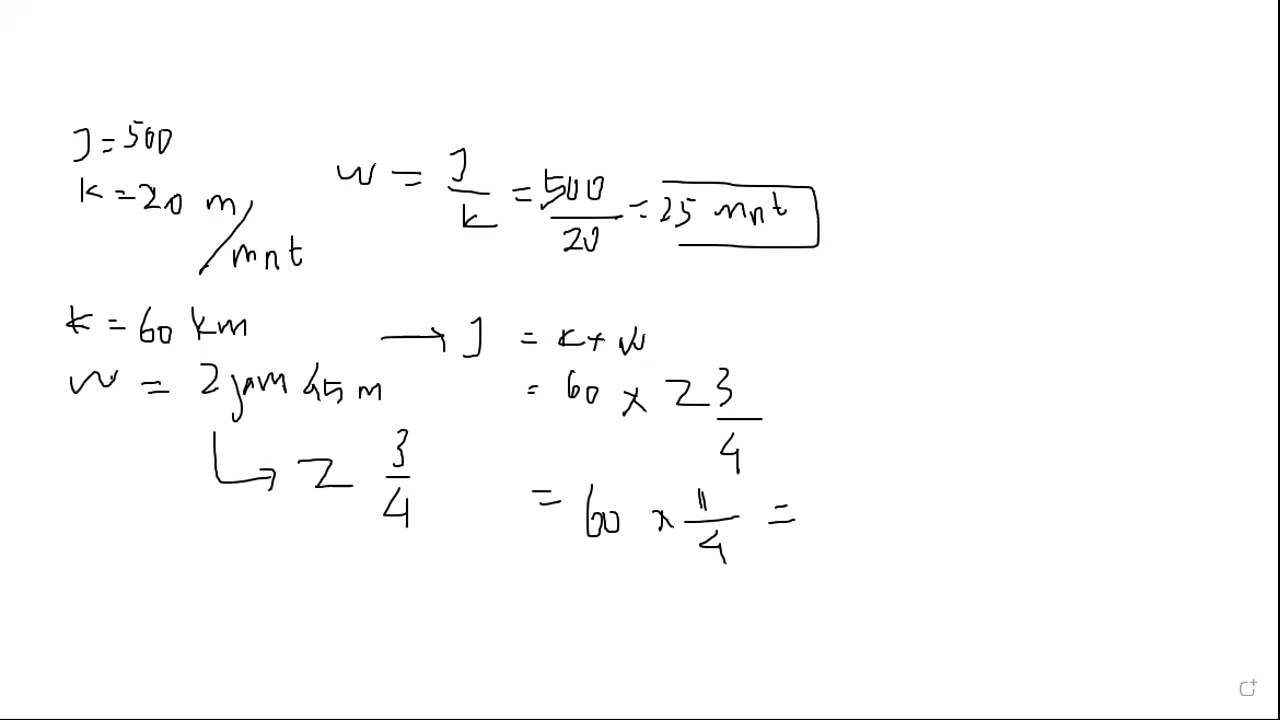 J = 500
k = 20 m/mnt
w = J/k = 500/20 = 25 mnt
k = 60 km
w = 2 jam 45 m
→ 2 3/4
→ J = k + w
= 60 x 2 3/4
= 60 x 11/4 =